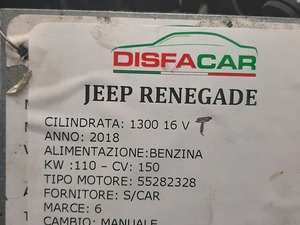 DISFACAR
JEEP RENEGADE
CILINDRATA: 1300 16 V T
ANNO: 2018
ALIMENTAZIONE:BENZINA
KW :110- CV: 150
TIPO MOTORE: 55282328
FORNITORE: S/CAR
MARCE: 6
CAMBIO: MANUALE